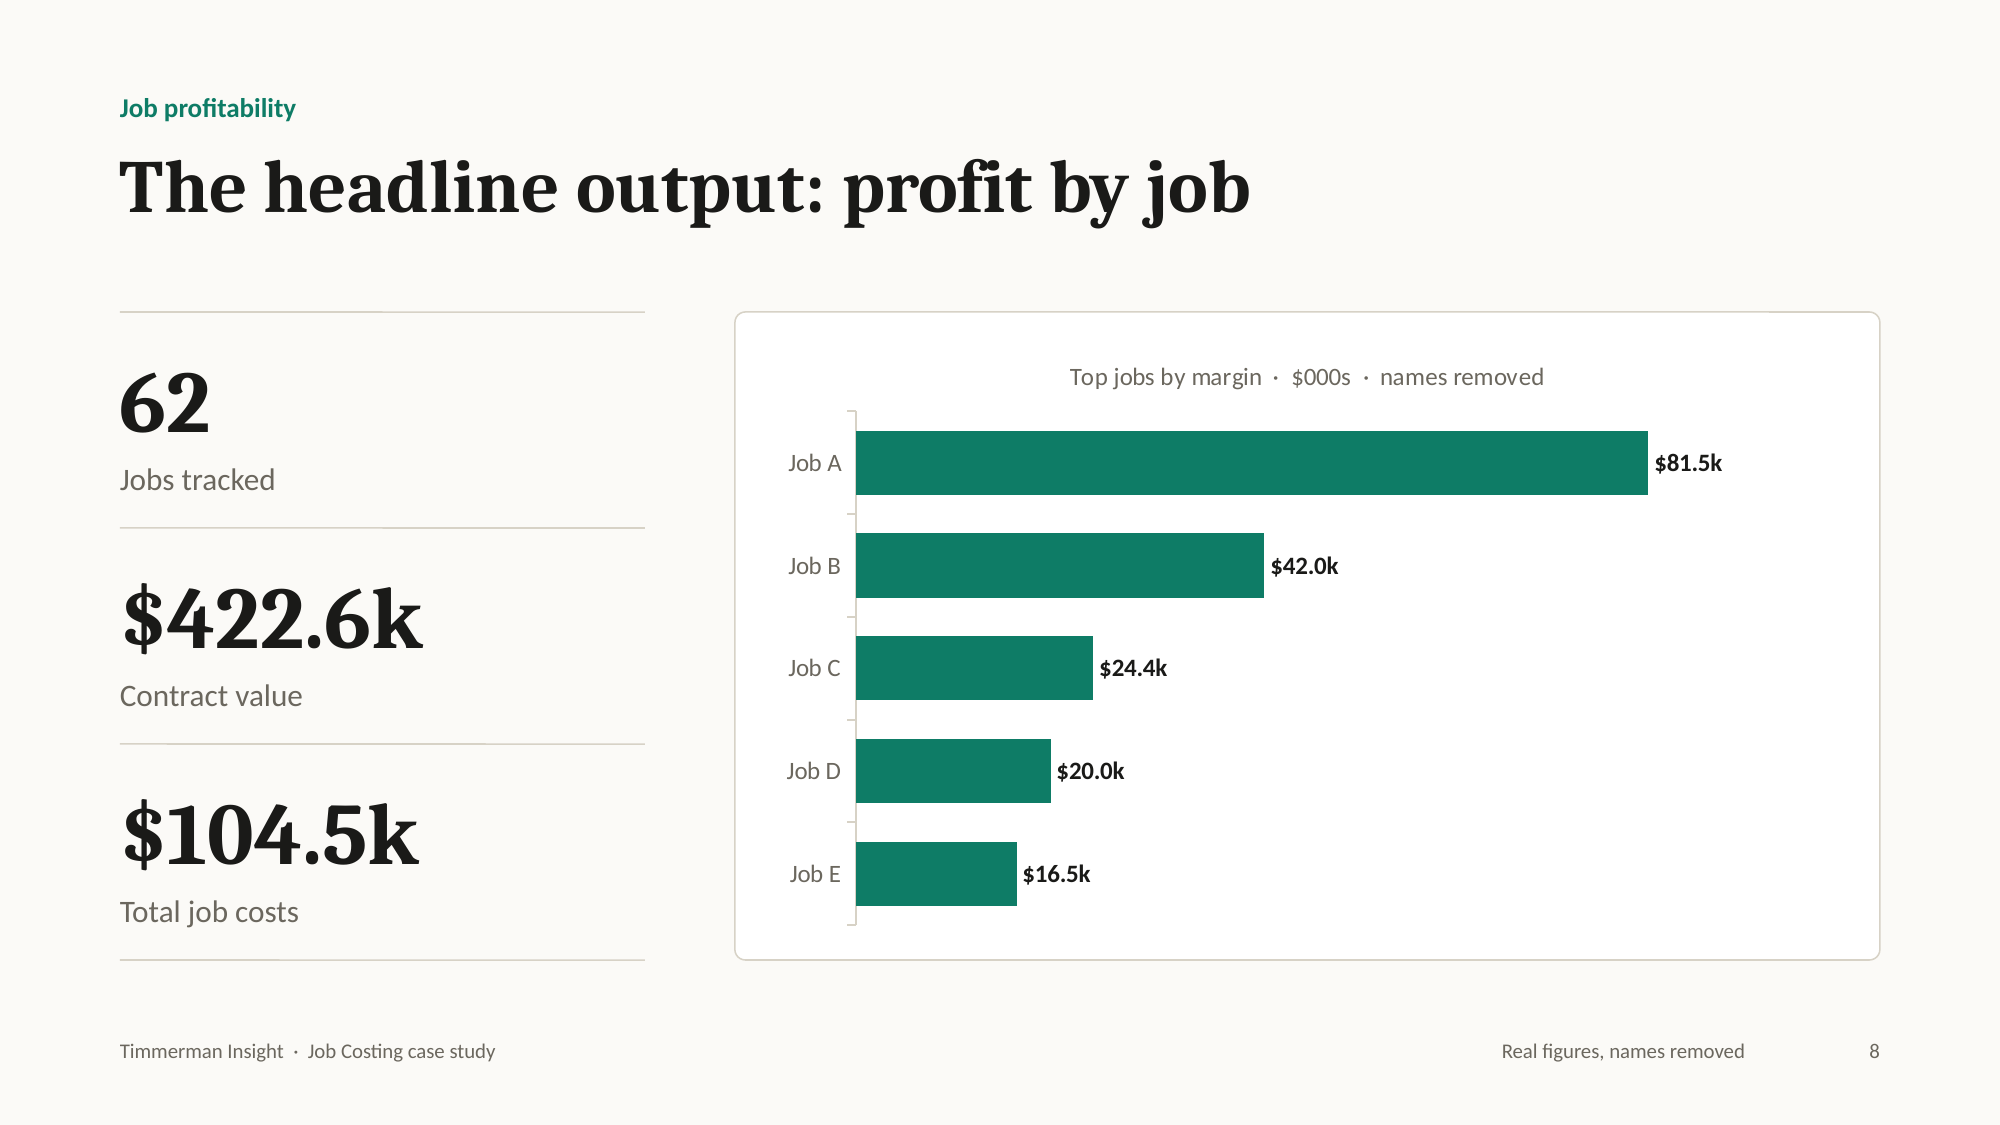 Job profitability
The headline output: profit by job
62
Jobs tracked
$422.6k
Contract value
$104.5k
Total job costs
Top jobs by margin · $000s · names removed
Job A
$81.5k
Job B
$42.0k
Job C
$24.4k
Job D
$20.0k
Job E
$16.5k
Timmerman Insight · Job Costing case study
Real figures, names removed
8